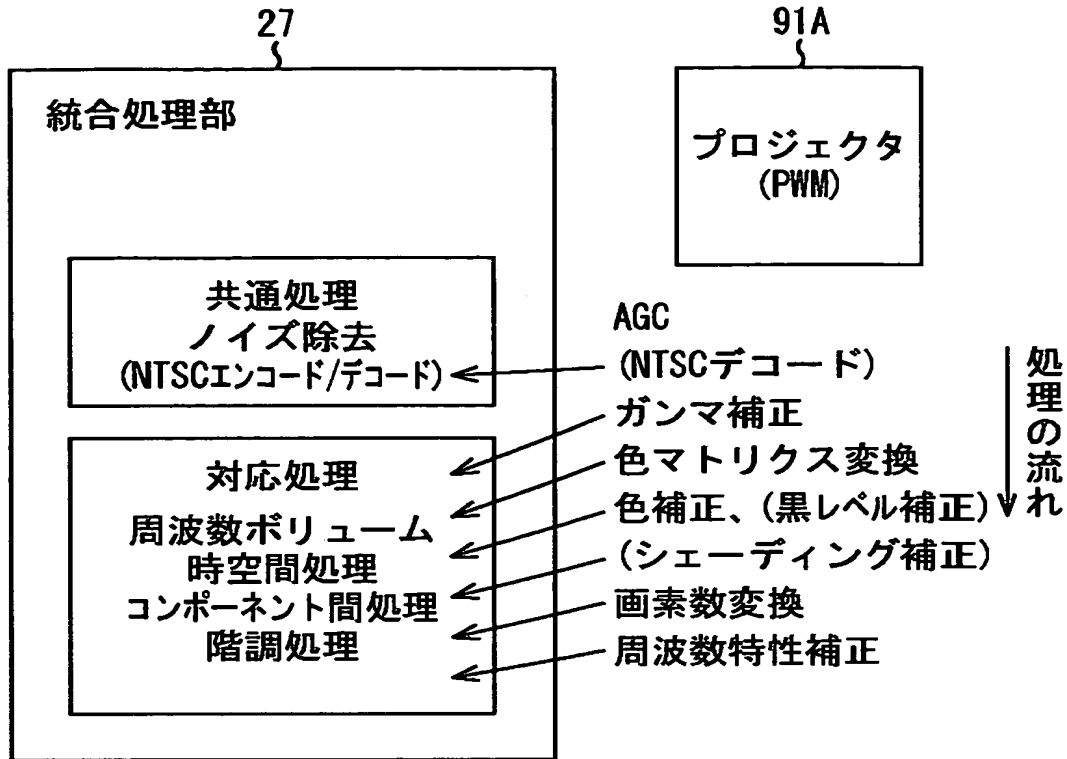 27
統合処理部
共通処理
ノイズ除去
(NTSCエンコード/デコード)
対応処理
周波数ボリューム
時空間処理
コンポーネント間処理
階調処理
91A
プロジェクタ
(PWM)
AGC
(NTSCデコード)
ガンマ補正
色マトリクス変換
色補正、(黒レベル補正)
(シェーディング補正)
画素数変換
周波数特性補正
処理の流れ